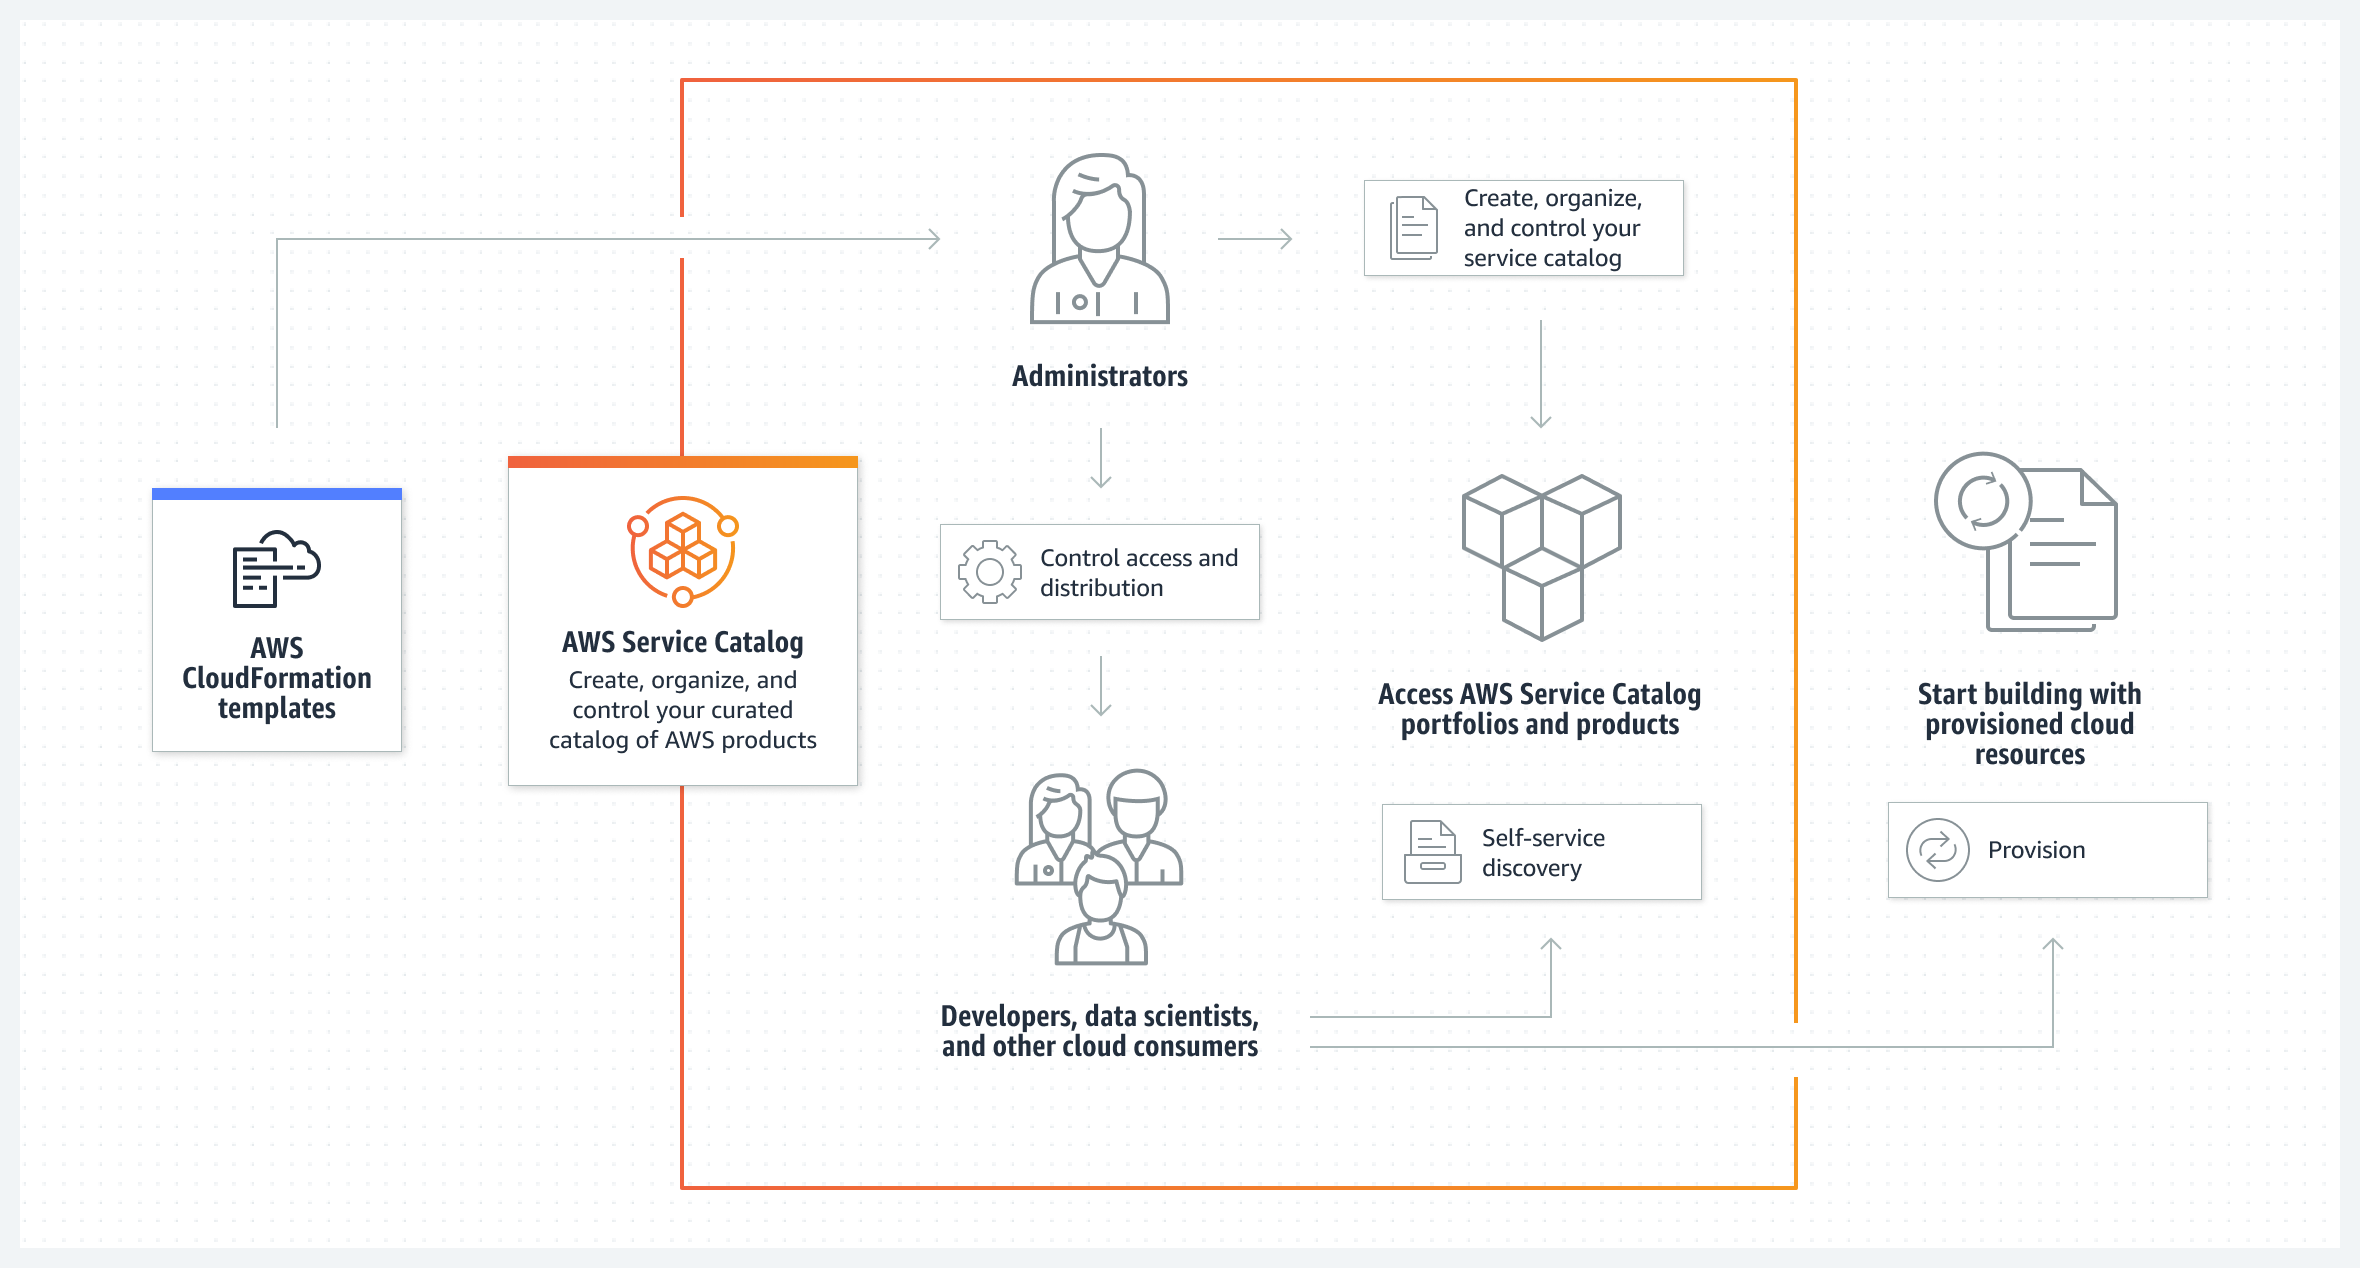 Create, organize,
and control your
service catalog
Administrators
Control access and
distribution
AWS
CloudFormation
templates
AWS Service Catalog
Create, organize, and
control your curated
catalog of AWS products
Access AWS Service Catalog
portfolios and products
Start building with
provisioned cloud
resources
Self-service
discovery
Provision
Developers, data scientists,
and other cloud consumers